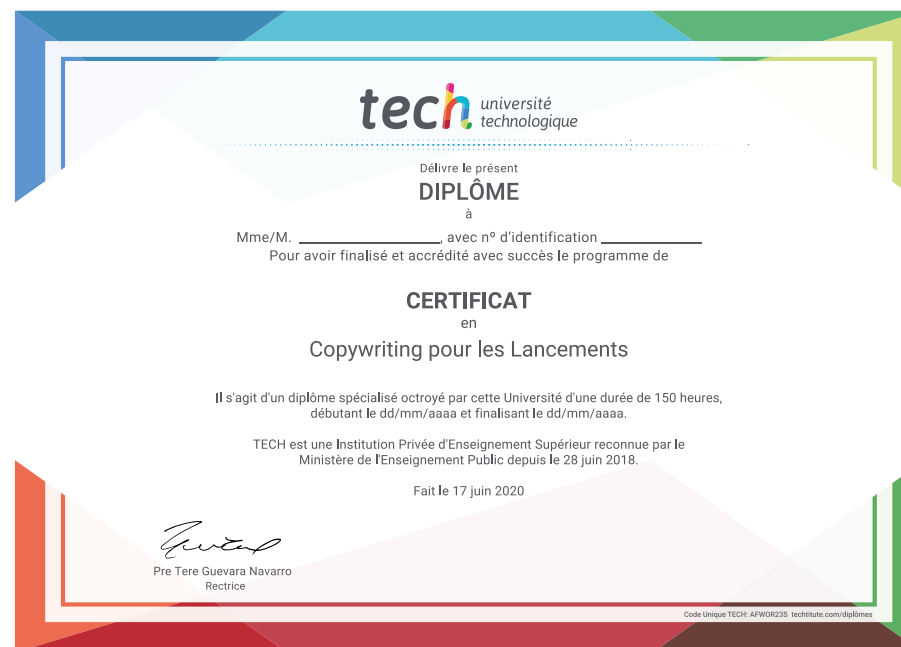 tech université
technologique
Délivre le présent
DIPLÔME
à
Mme/M. ____________________, avec nº d'identification ______________
Pour avoir finalisé et accrédité avec succès le programme de
CERTIFICAT
en
Copywriting pour les Lancements
Il s'agit d'un diplôme spécialisé octroyé par cette Université d'une durée de 150 heures,
débutant le dd/mm/aaaa et finalisant le dd/mm/aaaa.
TECH est une Institution Privée d'Enseignement Supérieur reconnue par le
Ministère de l'Enseignement Public depuis le 28 juin 2018.
Fait le 17 juin 2020
Pre Tere Guevara Navarro
Rectrice
Code Unique TECH: AFWOR23S techtitute.com/diplômes